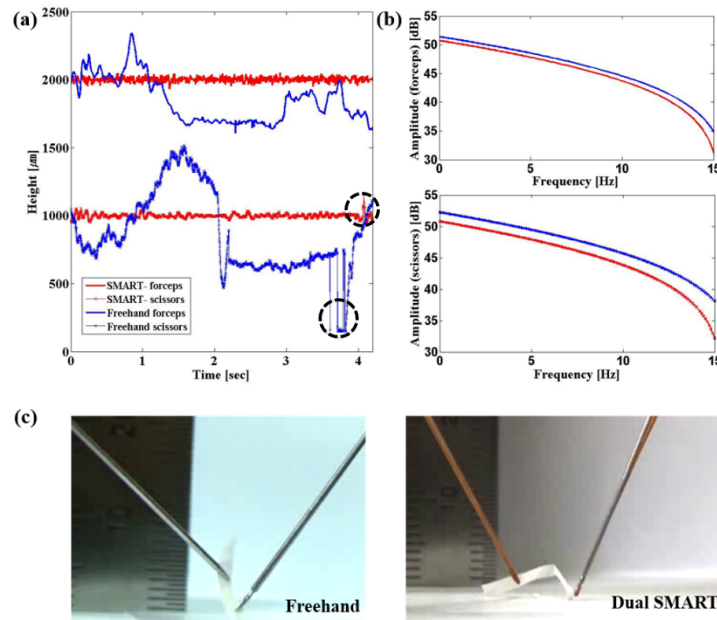 (a)
2500
2000
1500
1000
500
0
Height [㎛]
SMART- forceps
SMART- scissors
Freehand forceps
Freehand scissors
0 1 2 3 4
Time [sec]
(b)
55
50
45
40
35
30
Amplitude (forceps) [dB]
0 5 10 15
Frequency [Hz]
55
50
45
40
35
30
Amplitude (scissors) [dB]
0 5 10 15
Frequency [Hz]
(c)
Freehand
Dual SMART